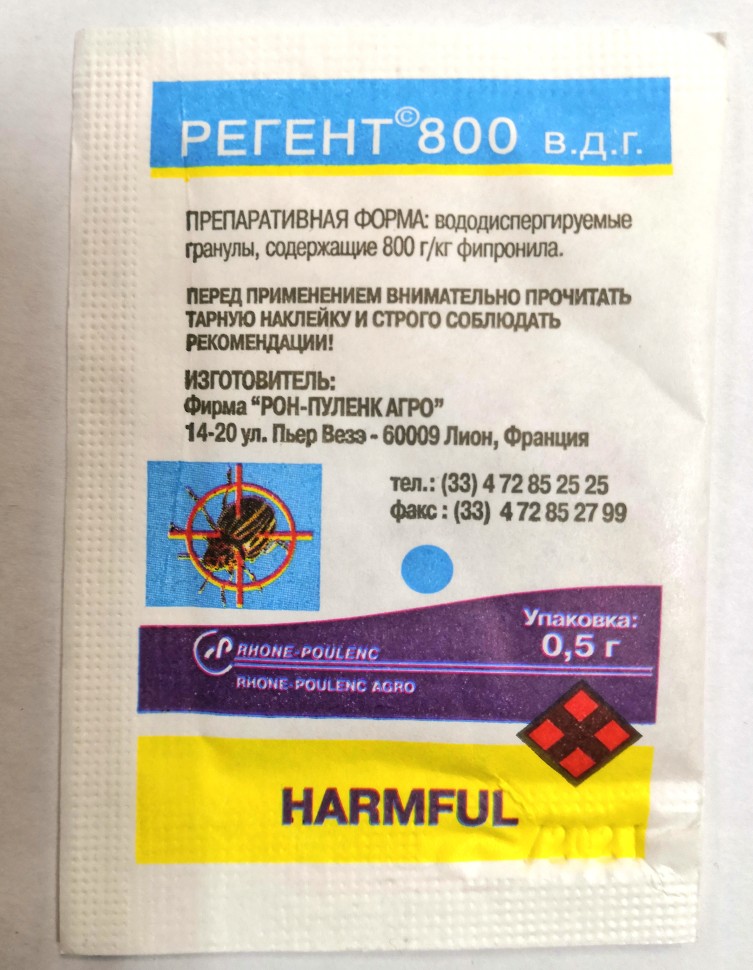 РЕГЕНТ©800 в.д.г.
ПРЕПАРАТИВНАЯ ФОРМА: вододиспергируемые
гранулы, содержащие 800 г/кг фипронила.
ПЕРЕД ПРИМЕНЕНИЕМ ВНИМАТЕЛЬНО ПРОЧИТАТЬ
ТАРНУЮ НАКЛЕЙКУ И СТРОГО СОБЛЮДАТЬ
РЕКОМЕНДАЦИИ!
ИЗГОТОВИТЕЛЬ:
Фирма “РОН-ПУЛЕНК АГРО”
14-20 ул. Пьер Везэ - 60009 Лион, Франция
тел.: (33) 4 72 85 25 25
факс : (33) 4 72 85 27 99
Упаковка:
0,5 г
RHONE-POULENC
RHONE-POULENC AGRO
HARMFUL